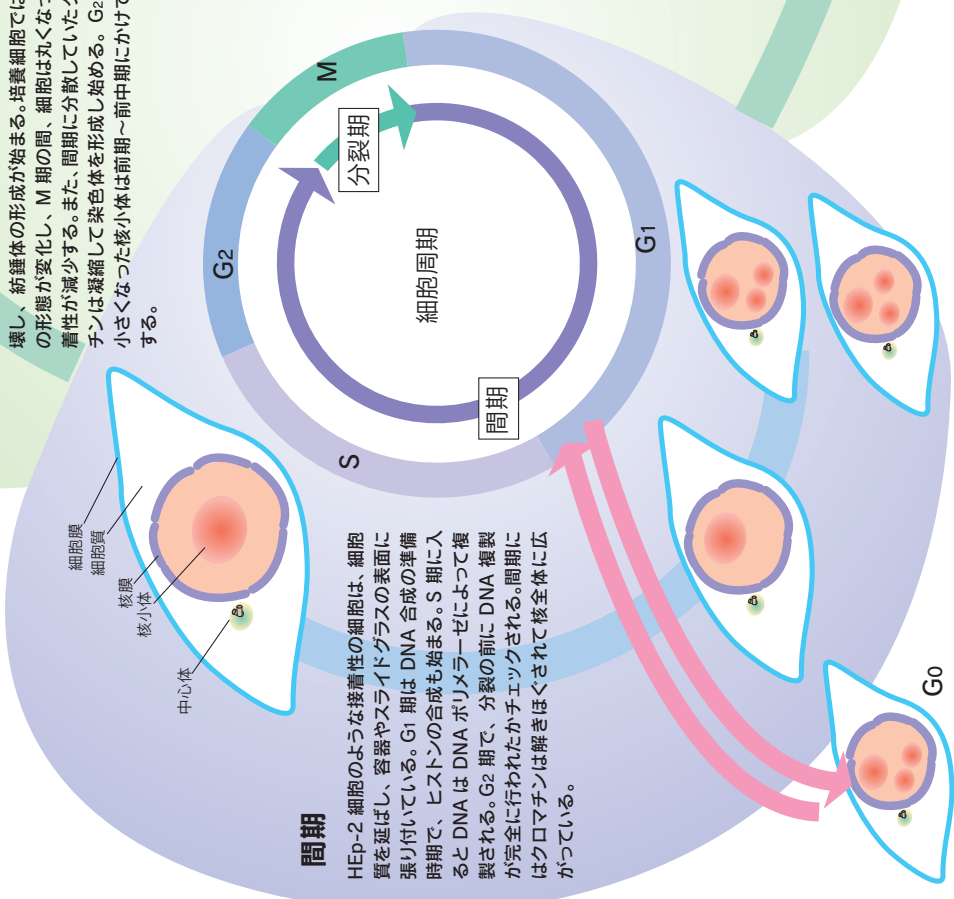 壊し、紡錘体の形成が始まる。培養細胞では
の形態が変化し、M 期の間、細胞は丸くなっ
着性が減少する。また、間期に分散していた
チンは凝縮して染色体を形成し始める。G2
小さくなった核小体は前期~前中期にかけて
する。
細胞膜
細胞質
核膜
核小体
中心体
間期
HEp-2 細胞のような接着性の細胞は、細胞
質を延ばし、容器やスライドグラスの表面に
張り付いている。G1 期は DNA 合成の準備
時期で、ヒストンの合成も始まる。S 期に入
ると DNA は DNA ポリメラーゼによって複
製される。G2 期で、分裂の前に DNA 複製
が完全に行われたかチェックされる。間期に
はクロマチンは解きほぐされて核全体に広
がっている。
S
G2
M
G1
分裂期
細胞周期
間期
G0